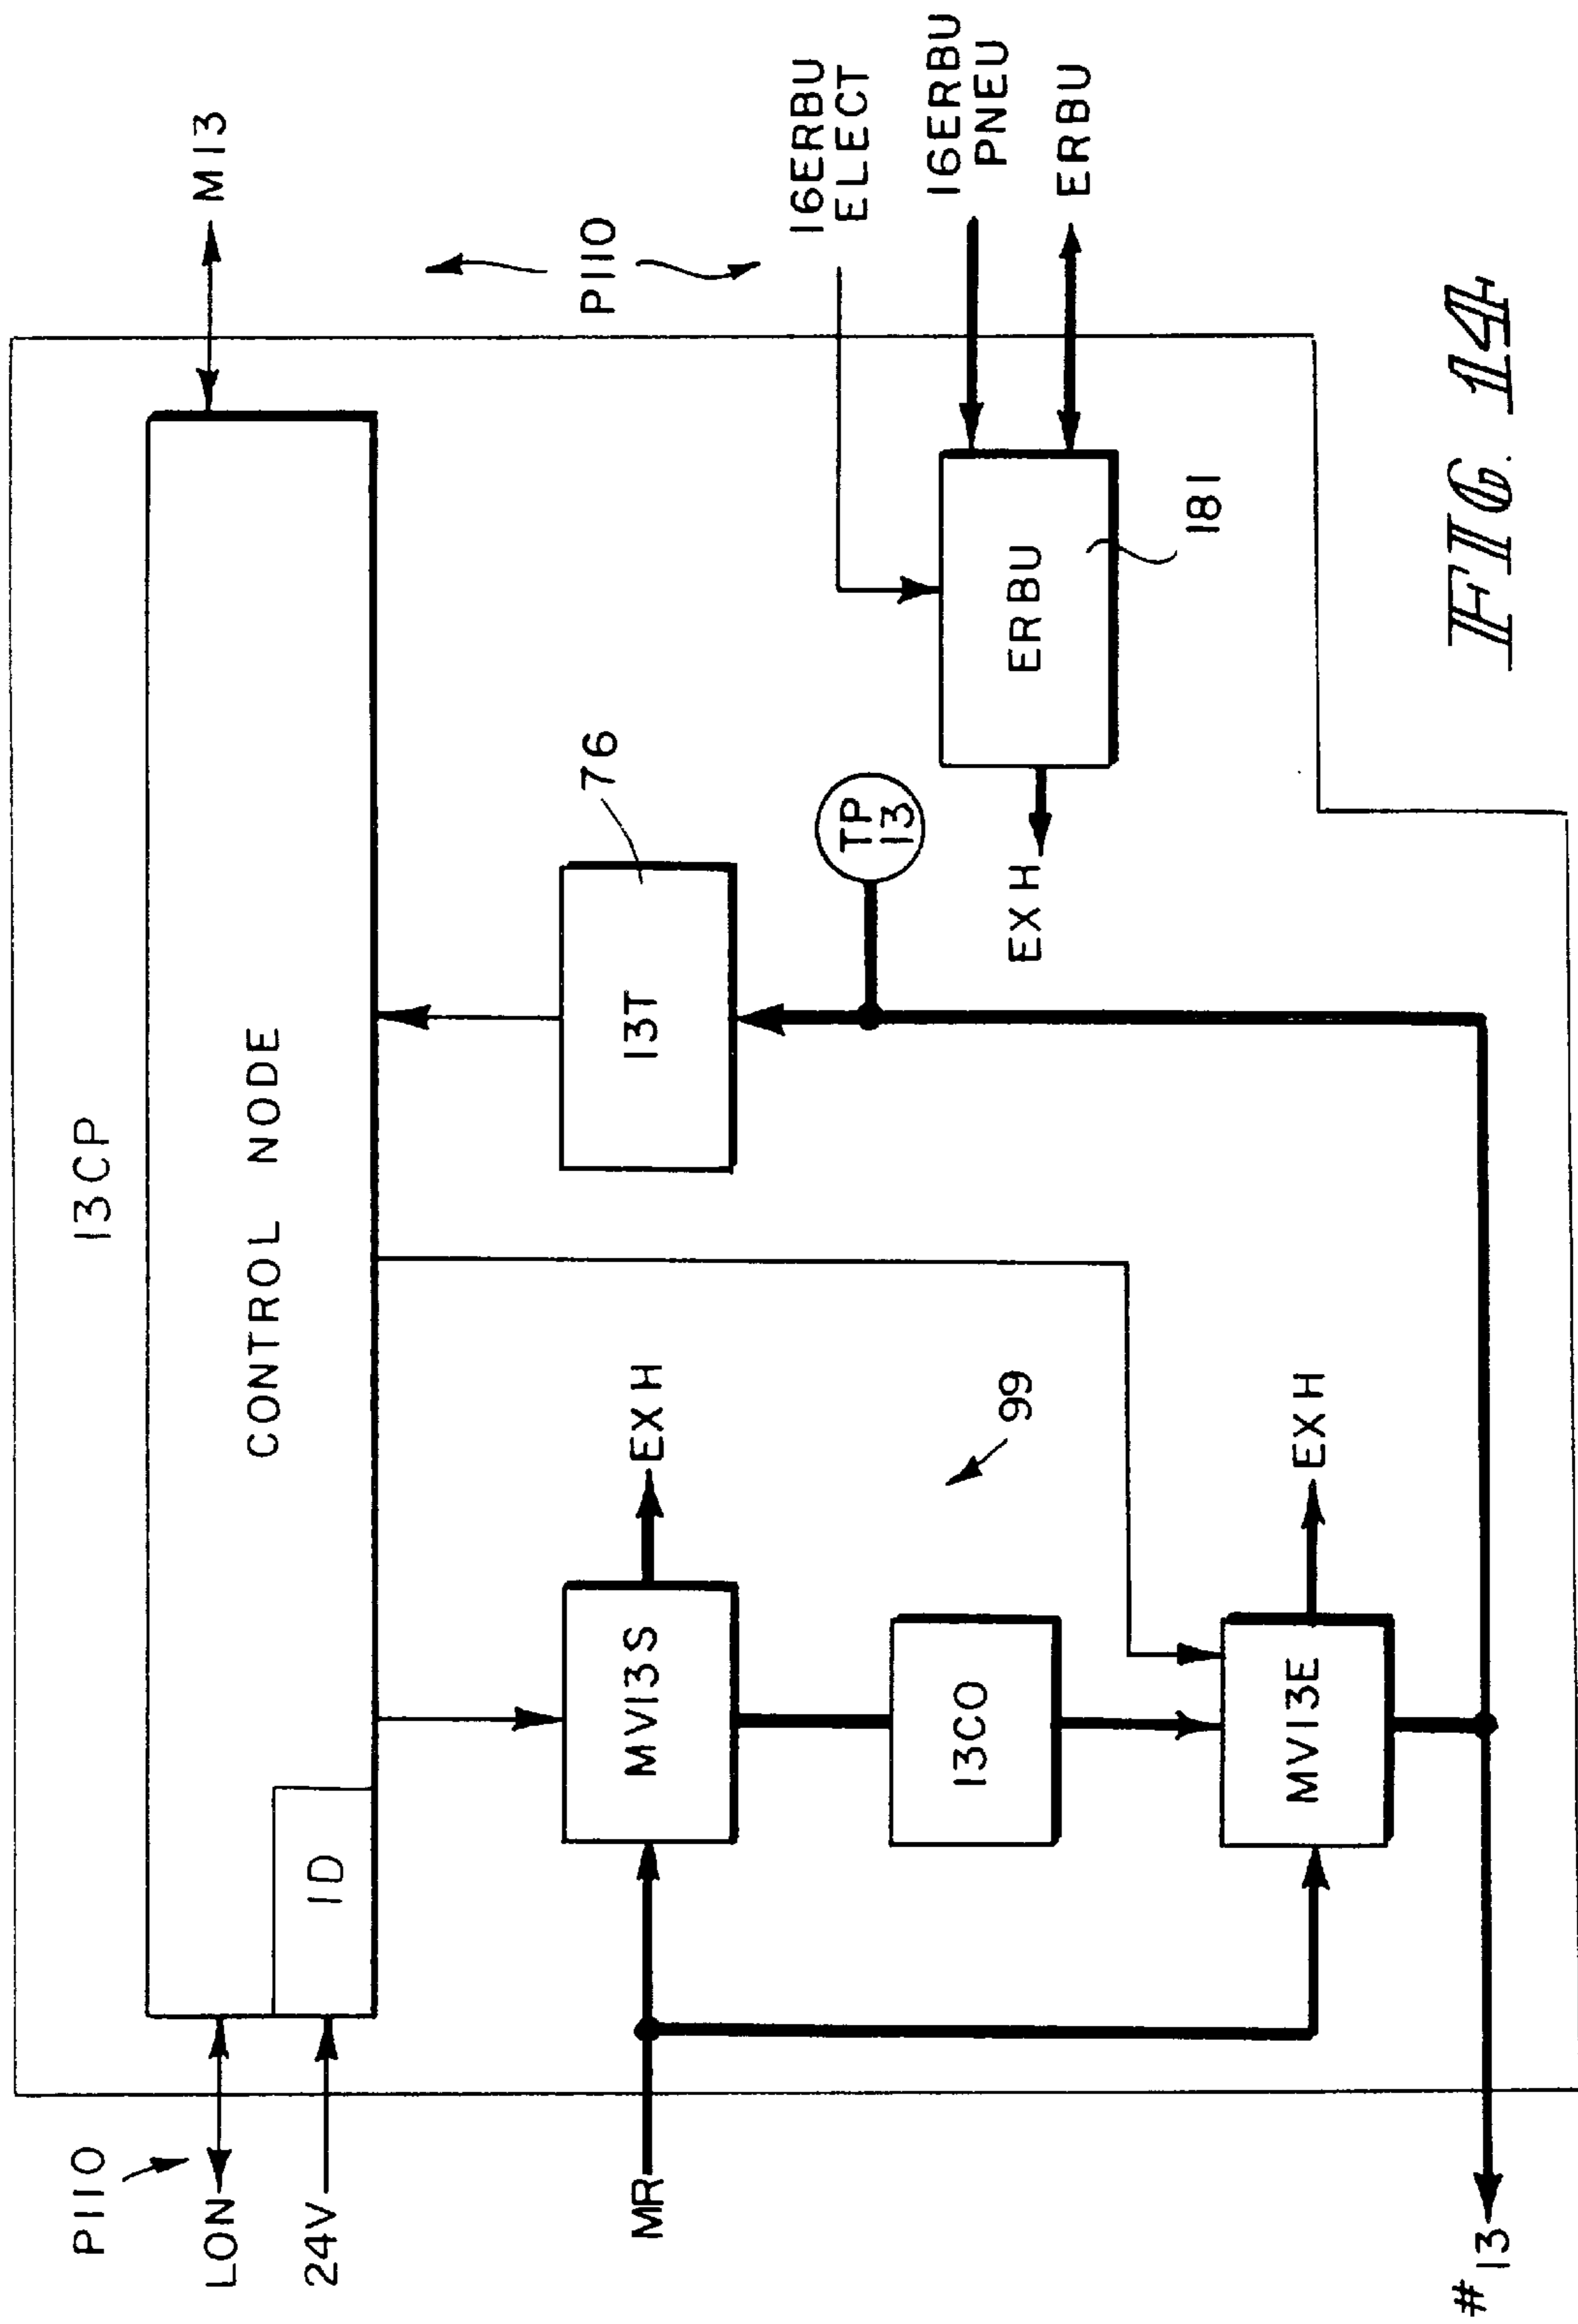 13CP
P110
LON
24V
ID
CONTROL NODE
M13
P110
MR
MV13S
EXH
13T
76
16ERBU
ELECT
13CO
99
TP
13
16ERBU
PNEU
ERBU
EXH
ERBU
181
MV13E
EXH
#13
FIG. 14